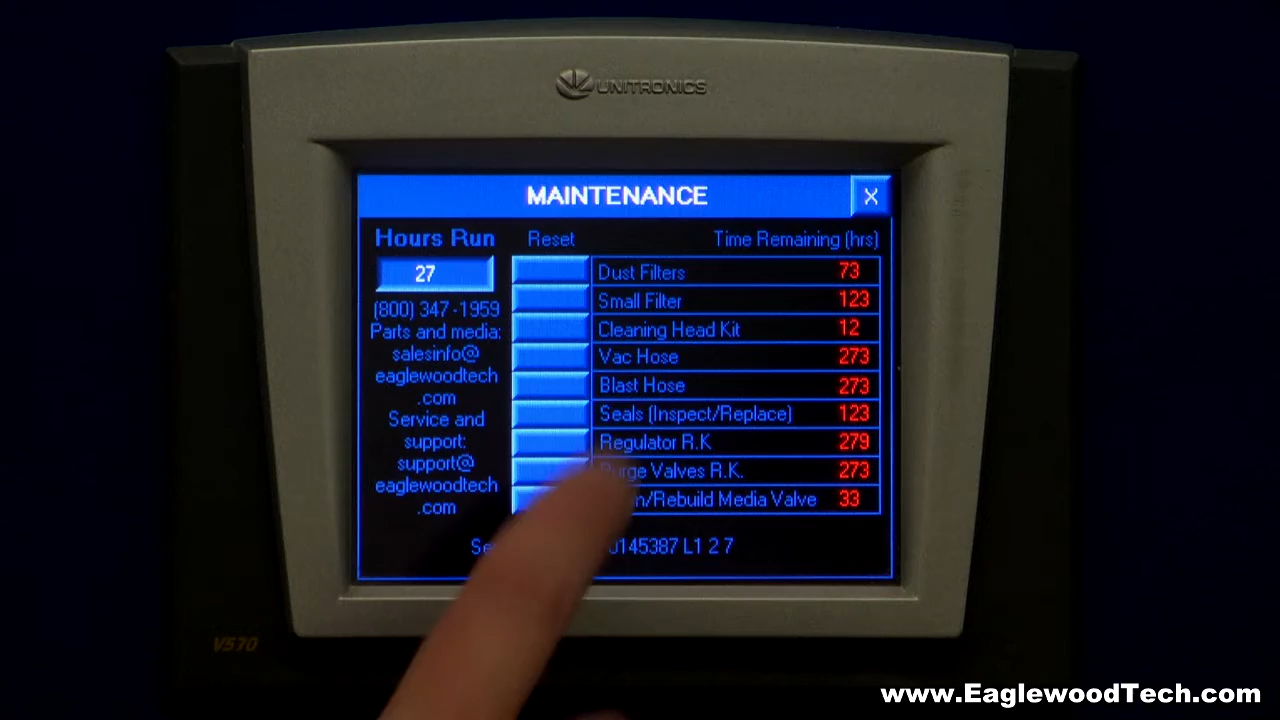 UNITRONICS
MAINTENANCE X
Hours Run Reset Time Remaining (hrs)
27
(800) 347-1959
Parts and media:
salesinfo@
eaglewoodtech
.com
Service and
support:
support@
eaglewoodtech
.com
Dust Filters 73
Small Filter 123
Cleaning Head Kit 12
Vac Hose 273
Blast Hose 273
Seals (Inspect/Replace) 123
Regulator R.K 279
Valves R.K. 273
Media Valve 33
0145387 L1 2 7
V570
www.EaglewoodTech.com